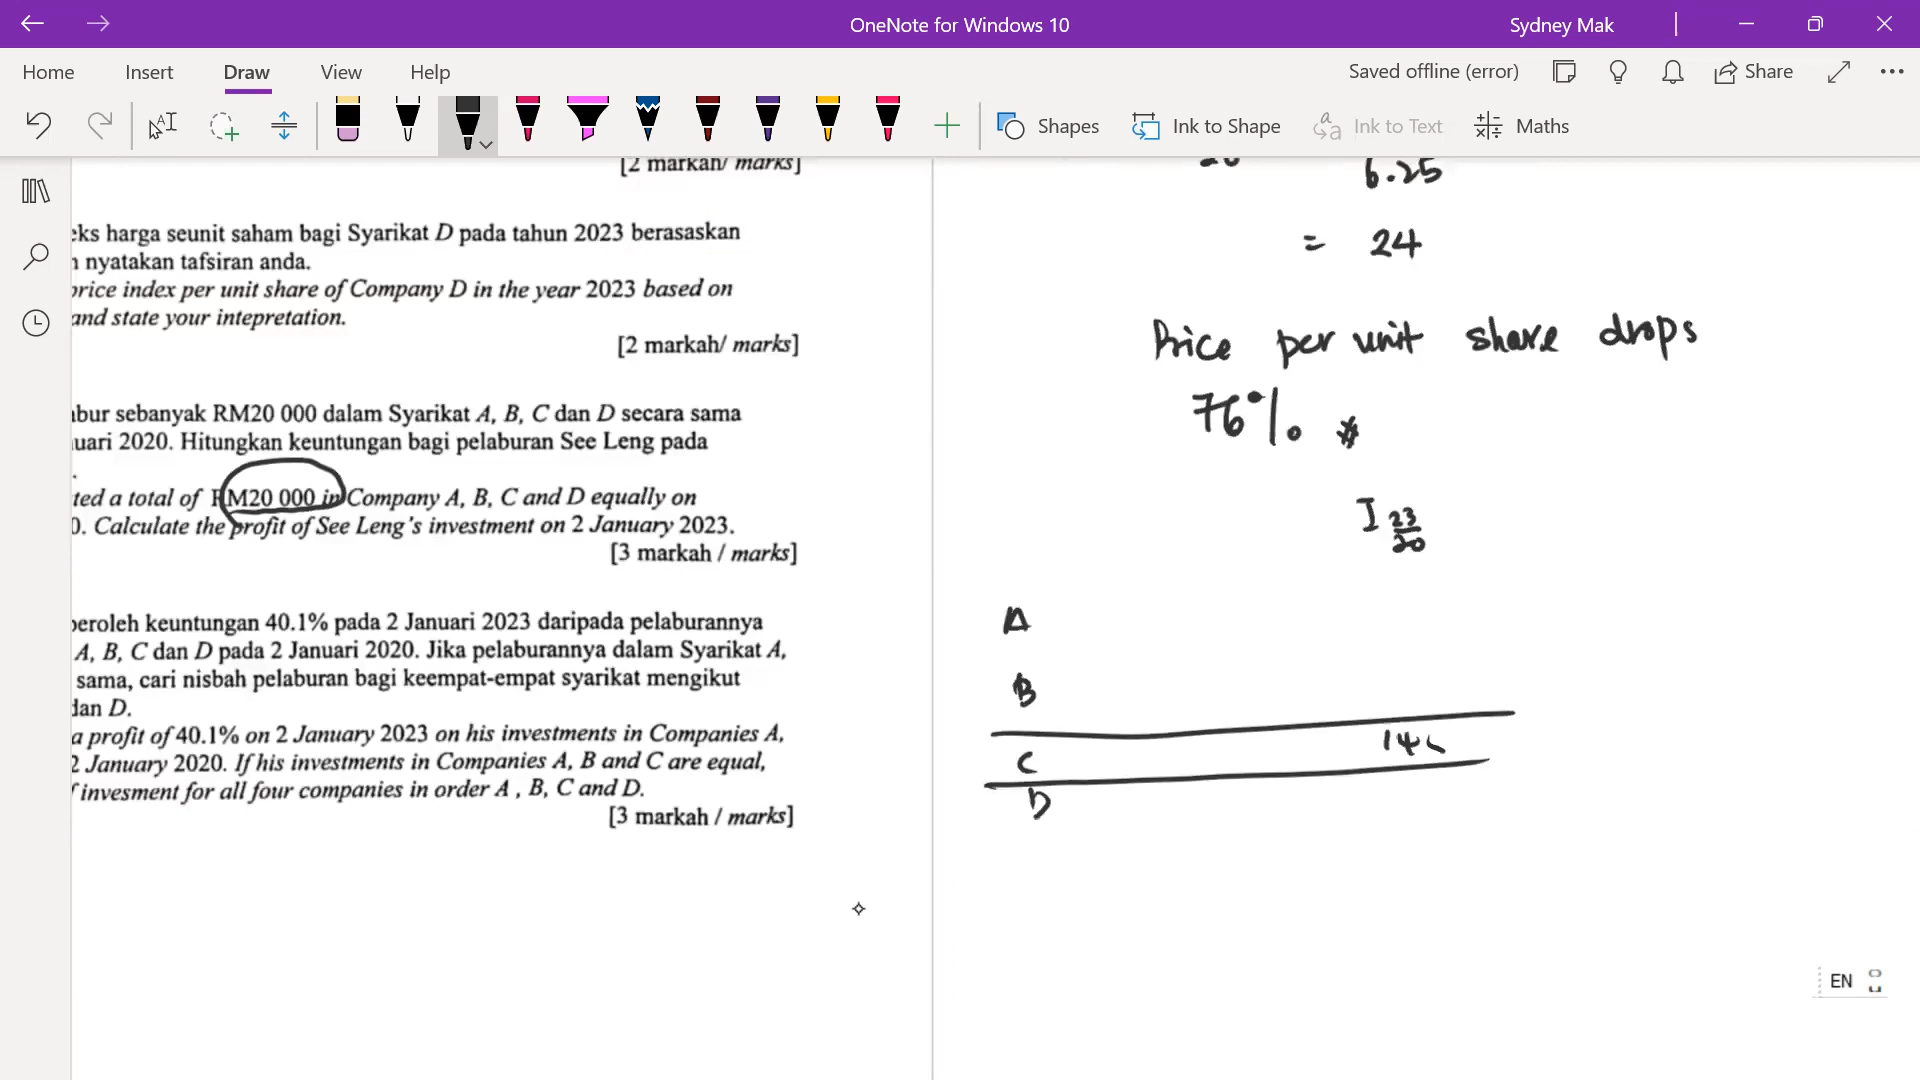 OneNote for Windows 10
Sydney Mak
Home Insert Draw View Help
Saved offline (error)
Share
Shapes
Ink to Shape
Ink to Text
Maths
[2 markah/ marks]
eks harga seunit saham bagi Syarikat D pada tahun 2023 berasaskan
nyatakan tafsiran anda.
price index per unit share of Company D in the year 2023 based on
and state your intepretation.
[2 markah/ marks]
bur sebanyak RM20 000 dalam Syarikat A, B, C dan D secara sama
uari 2020. Hitungkan keuntungan bagi pelaburan See Leng pada
.
ted a total of RM20 000 in Company A, B, C and D equally on
0. Calculate the profit of See Leng's investment on 2 January 2023.
[3 markah / marks]
peroleh keuntungan 40.1% pada 2 Januari 2023 daripada pelaburannya
A, B, C dan D pada 2 Januari 2020. Jika pelaburannya dalam Syarikat A,
sama, cari nisbah pelaburan bagi keempat-empat syarikat mengikut
dan D.
a profit of 40.1% on 2 January 2023 on his investments in Companies A,
2 January 2020. If his investments in Companies A, B and C are equal,
f invesment for all four companies in order A , B, C and D.
[3 markah / marks]
6.25
= 24
Price per unit share drops
76% #
I 23/20
A
B
C
D
EN